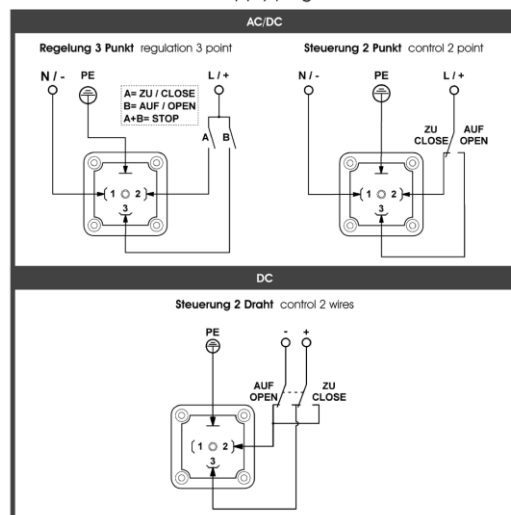 AC/DC
Regelung 3 Punkt regulation 3 point
N / - PE L / +
A= ZU / CLOSE
B= AUF / OPEN
A+B= STOP
A B
1 2
3
Steuerung 2 Punkt control 2 point
N / - PE L / +
ZU AUF
CLOSE OPEN
1 2
3
DC
Steuerung 2 Draht control 2 wires
PE - +
AUF ZU
OPEN CLOSE
1 2
3